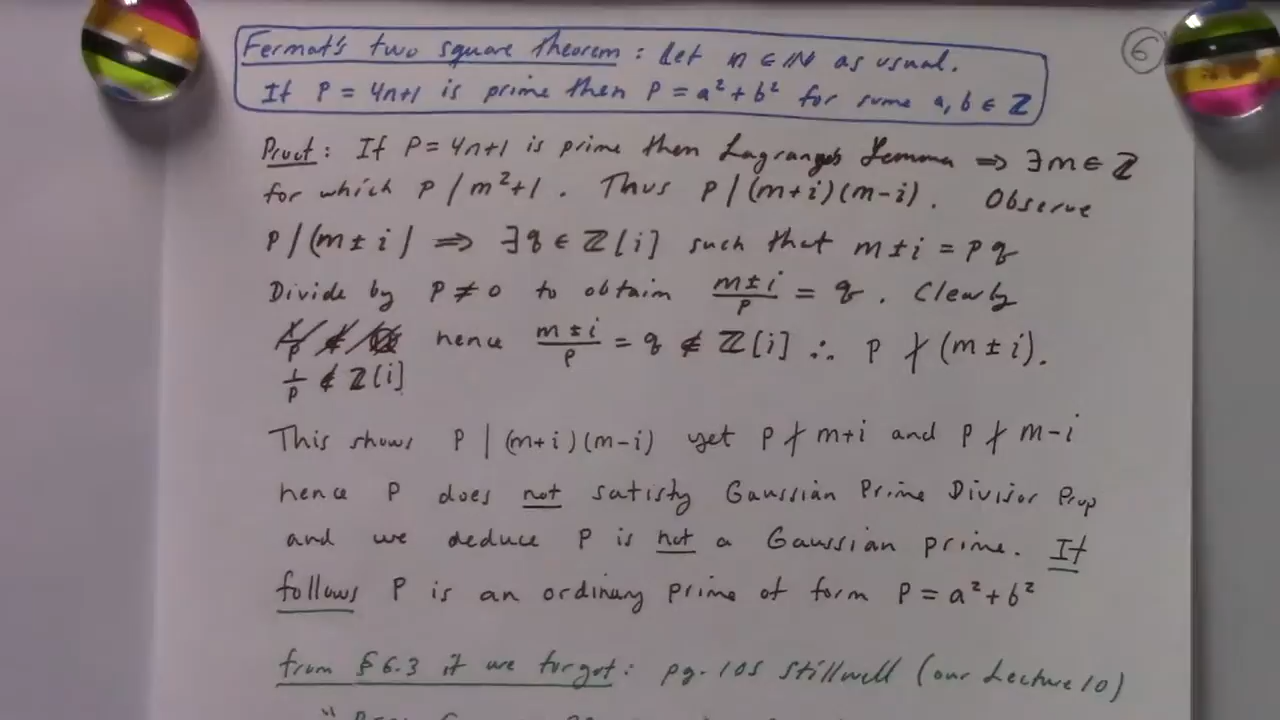 Fermat's two square theorem : Let n ∈ ℕ as usual.
If P = 4n+1 is prime then P = a² + b² for some a, b ∈ ℤ
6
Proof : If P = 4n+1 is prime then Lagrange's Lemma ⇒ ∃ m ∈ ℤ
for which P | m²+1 . Thus P | (m+i)(m-i) . Observe
P | (m ± i) ⇒ ∃ q ∈ ℤ[i] such that m ± i = P q
Divide by P ≠ 0 to obtain (m ± i)/P = q . Clearly
hence (m ± i)/P = q ∉ ℤ[i] ∴ P ∤ (m ± i).
1/P ∉ ℤ[i]
This shows P | (m+i)(m-i) yet P ∤ m+i and P ∤ m-i
hence P does not satisfy Gaussian Prime Divisor Prop
and we deduce P is not a Gaussian prime. It
follows P is an ordinary prime of form P = a² + b²
from §6.3 if we forget : pg. 105 Stillwell (our Lecture 10)